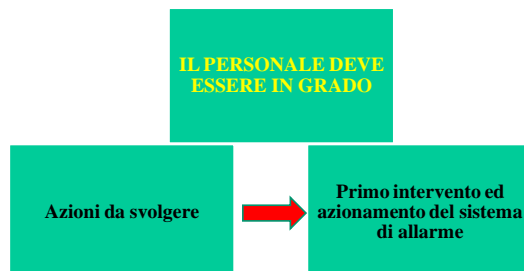 IL PERSONALE DEVE
ESSERE IN GRADO
Azioni da svolgere
Primo intervento ed
azionamento del sistema
di allarme